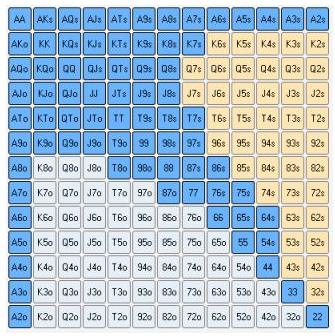 AA AKs AQs AJs ATs A9s A8s A7s A6s A5s A4s A3s A2s
AKo KK KQs KJs KTs K9s K8s K7s K6s K5s K4s K3s K2s
AQo KQo QQ QJs QTs Q9s Q8s Q7s Q6s Q5s Q4s Q3s Q2s
AJo KJo QJo JJ JTs J9s J8s J7s J6s J5s J4s J3s J2s
ATo KTo QTo JTo TT T9s T8s T7s T6s T5s T4s T3s T2s
A9o K9o Q9o J9o T9o 99 98s 97s 96s 95s 94s 93s 92s
A8o K8o Q8o J8o T8o 98o 88 87s 86s 85s 84s 83s 82s
A7o K7o Q7o J7o T7o 97o 87o 77 76s 75s 74s 73s 72s
A6o K6o Q6o J6o T6o 96o 86o 76o 66 65s 64s 63s 62s
A5o K5o Q5o J5o T5o 95o 85o 75o 65o 55 54s 53s 52s
A4o K4o Q4o J4o T4o 94o 84o 74o 64o 54o 44 43s 42s
A3o K3o Q3o J3o T3o 93o 83o 73o 63o 53o 43o 33 32s
A2o K2o Q2o J2o T2o 92o 82o 72o 62o 52o 42o 32o 22